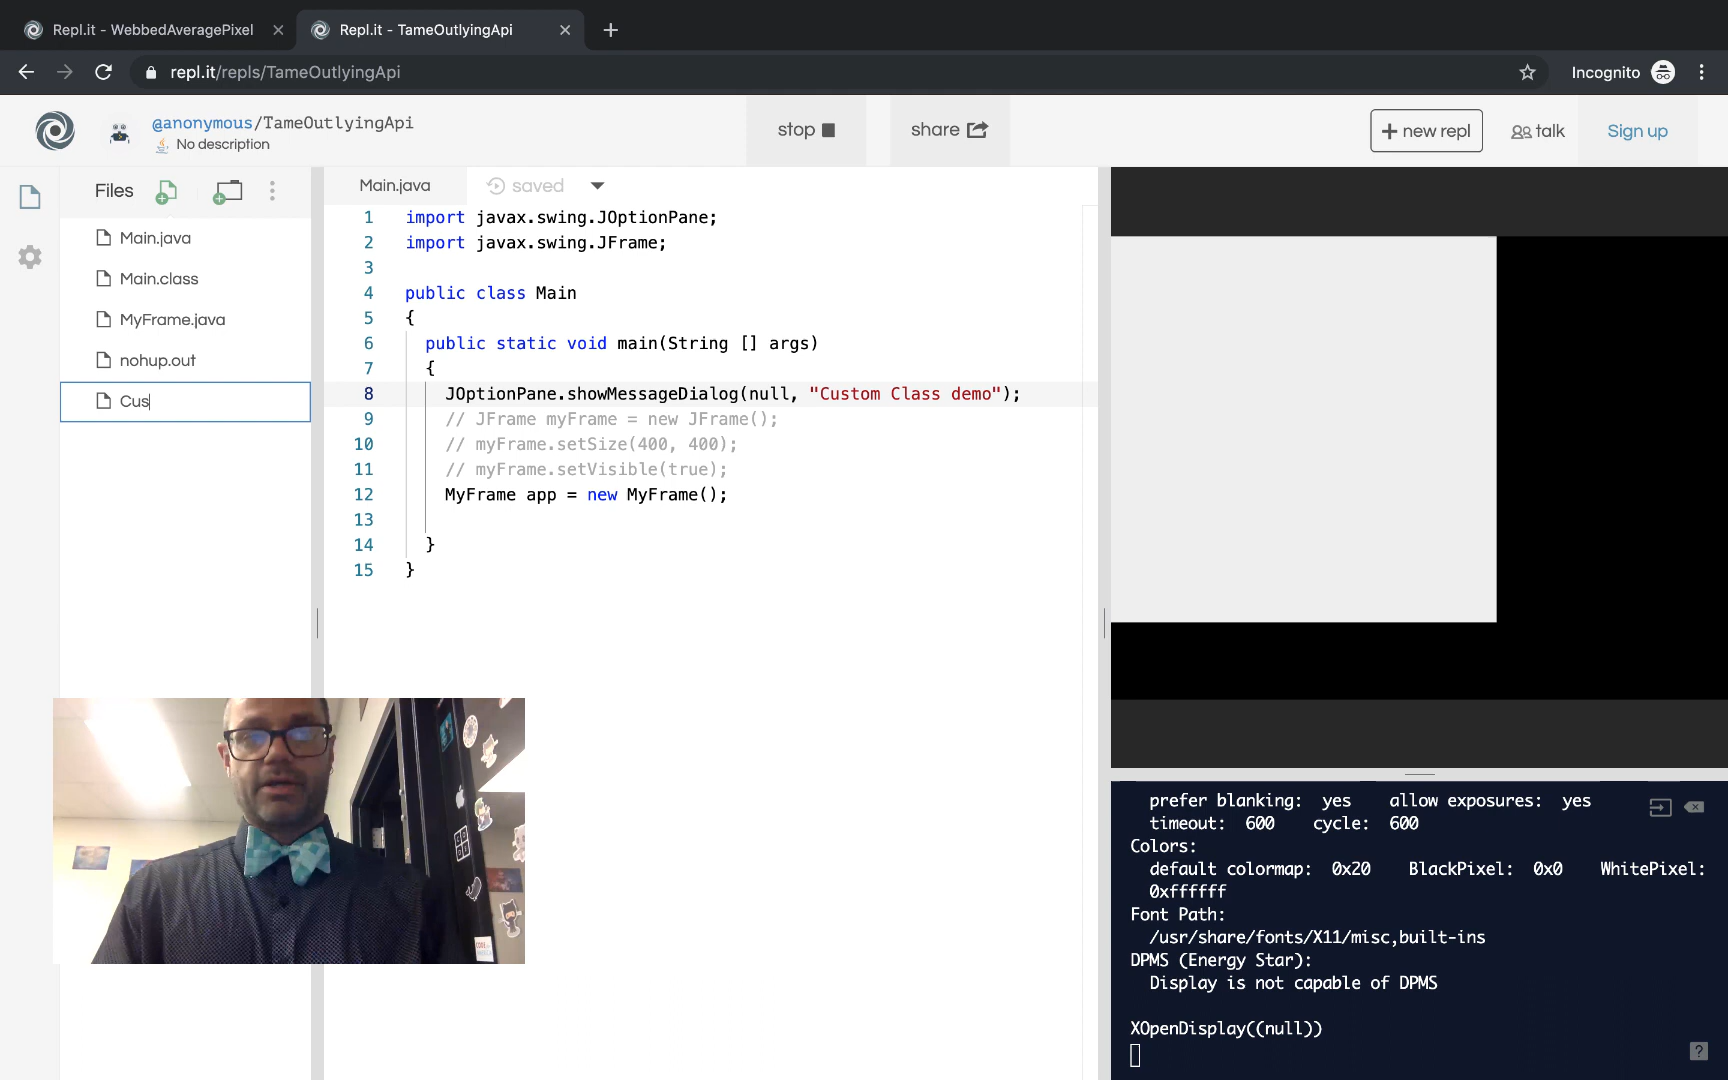 Repl.it - WebbedAveragePixel
Repl.it - TameOutlyingApi
repl.it/repls/TameOutlyingApi
Incognito
@anonymous/TameOutlyingApi
No description
stop
share
+ new repl
talk
Sign up
Files
Main.java
Main.class
MyFrame.java
nohup.out
Cus
Main.java
saved
1 import javax.swing.JOptionPane;
2 import javax.swing.JFrame;
3
4 public class Main
5 {
6 public static void main(String [] args)
7 {
8 JOptionPane.showMessageDialog(null, "Custom Class demo");
9 // JFrame myFrame = new JFrame();
10 // myFrame.setSize(400, 400);
11 // myFrame.setVisible(true);
12 MyFrame app = new MyFrame();
13
14 }
15 }
prefer blanking: yes allow exposures: yes
timeout: 600 cycle: 600
Colors:
default colormap: 0x20 BlackPixel: 0x0 WhitePixel:
0xffffff
Font Path:
/usr/share/fonts/X11/misc,built-ins
DPMS (Energy Star):
Display is not capable of DPMS
XOpenDisplay((null))
?